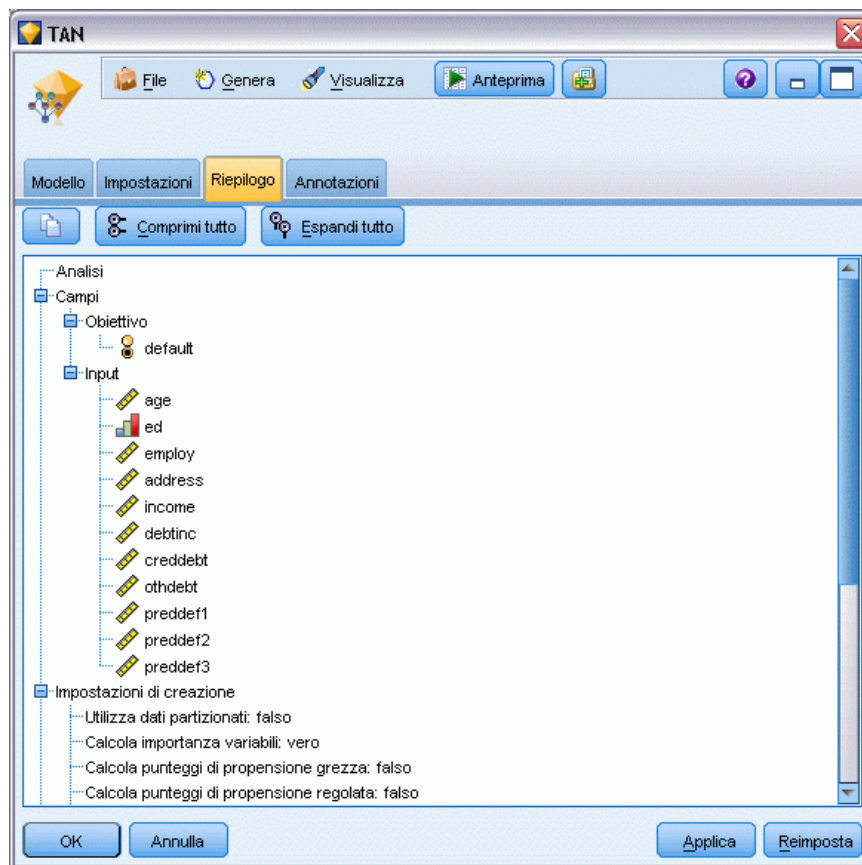 TAN
File Genera Visualizza Anteprima
Modello Impostazioni Riepilogo Annotazioni
Comprimi tutto Espandi tutto
Analisi
Campi
Obiettivo
default
Input
age
ed
employ
address
income
debtinc
creddebt
othdebt
preddef1
preddef2
preddef3
Impostazioni di creazione
Utilizza dati partizionati: falso
Calcola importanza variabili: vero
Calcola punteggi di propensione grezza: falso
Calcola punteggi di propensione regolata: falso
OK Annulla Applica Reimposta